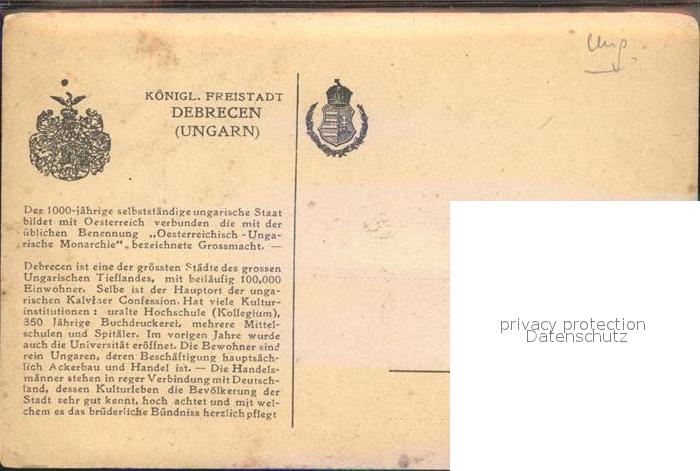 KÖNIGL. FREISTADT
DEBRECEN
(UNGARN)
Der 1000-jährige selbstständige ungarische Staat
bildet mit Oesterreich verbunden die mit der
üblichen Benennung „Oesterreichisch-Unga-
rische Monarchie“ bezeichnete Grossmacht. —
Debrecen ist eine der grössten Städte des grossen
Ungarischen Tieflandes, mit beiläufig 100,000
Einwohner. Selbe ist der Hauptort der unga-
rischen Kalviner Confession. Hat viele Kultur-
institutionen: uralte Hochschule (Kollegium),
350 Jährige Buchdruckerei, mehrere Mittel-
schulen und Spitäler. Im vorigen Jahre wurde
auch die Universität eröffnet. Die Bewohner sind
rein Ungaren, deren Beschäftigung hauptsäch-
lich Ackerbau und Handel ist. — Die Handels-
männer stehen in reger Verbindung mit Deutsch-
land, dessen Kulturleben die Bevölkerung der
Stadt sehr gut kennt, hoch achtet und mit wel-
chem es das brüderliche Bündniss herzlich pflegt
privacy protection
Datenschutz